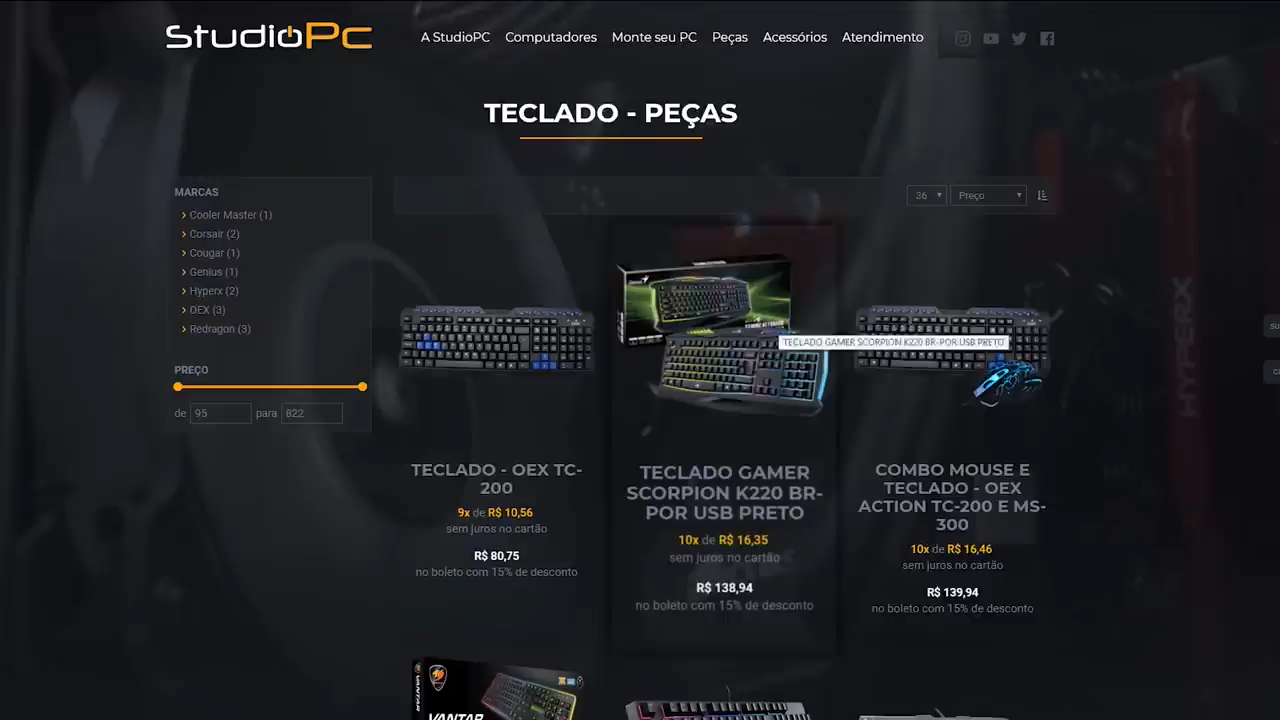 StudioPc
A StudioPC
Computadores
Monte seu PC
Peças
Acessórios
Atendimento
TECLADO - PEÇAS
MARCAS
Cooler Master (1)
Corsair (2)
Cougar (1)
Genius (1)
Hyperx (2)
OEX (3)
Redragon (3)
PREÇO
de 95 para 822
36
Preço
TECLADO GAMER SCORPION K220 BR-POR USB PRETO
TECLADO - OEX TC-
200
9x de R$ 10,56
sem juros no cartão
R$ 80,75
no boleto com 15% de desconto
TECLADO GAMER
SCORPION K220 BR-
POR USB PRETO
10x de R$ 16,35
sem juros no cartão
R$ 138,94
no boleto com 15% de desconto
COMBO MOUSE E
TECLADO - OEX
ACTION TC-200 E MS-
300
10x de R$ 16,46
sem juros no cartão
R$ 139,94
no boleto com 15% de desconto
VANTAR
HYPERX